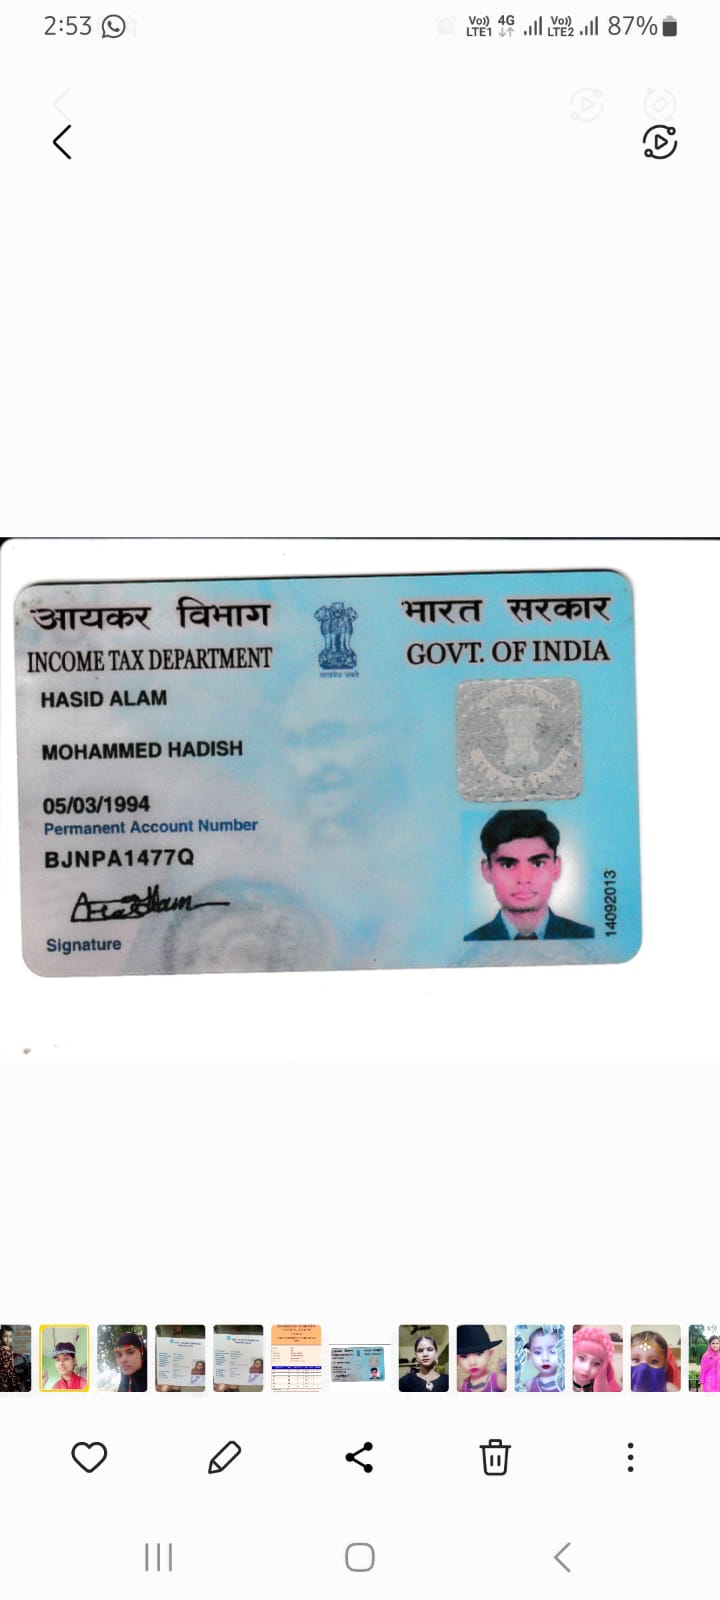 2:53
Vo)) 4G Vo)) 87%
LTE1 LTE2
आयकर विभाग
INCOME TAX DEPARTMENT
भारत सरकार
GOVT. OF INDIA
सत्यमेव जयते
HASID ALAM
MOHAMMED HADISH
05/03/1994
Permanent Account Number
BJNPA1477Q
Signature
14092013